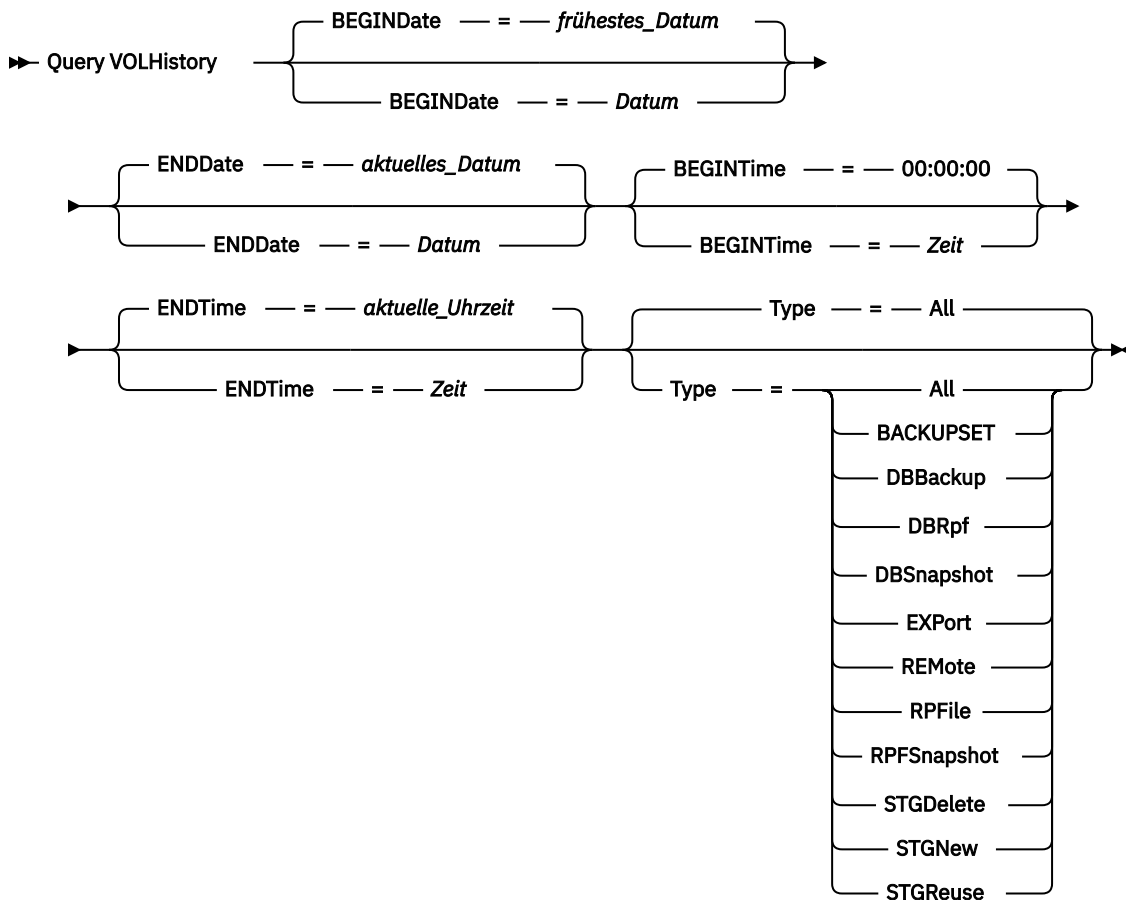 BEGINDate = frühestes_Datum
Query VOLHistory
BEGINDate = Datum
ENDDate = aktuelles_Datum
BEGINTime = 00:00:00
ENDDate = Datum
BEGINTime = Zeit
ENDTime = aktuelle_Uhrzeit
Type = All
ENDTime = Zeit
Type = All
BACKUPSET
DBBackup
DBRpf
DBSnapshot
EXPort
REMote
RPFile
RPFSnapshot
STGDelete
STGNew
STGReuse